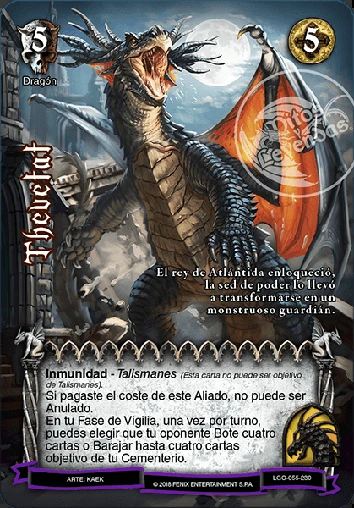 5
5
Dragón
Mitos y Leyendas
Thevetat
El rey de Atlántida enloqueció,
la sed de poder lo llevó
a transformarse en un
monstruoso guardián.
Inmunidad - Talismanes (Esta carta no puede ser objetivo
de Talismanes).
Si pagaste el coste de este Aliado, no puede ser
Anulado.
En tu Fase de Vigilia, una vez por turno,
puedes elegir que tu oponente Bote cuatro
cartas o Barajar hasta cuatro cartas
objetivo de tu Cementerio.
ARTE: KAEK
© 2018 FENIX ENTERTAINMENT S.P.A